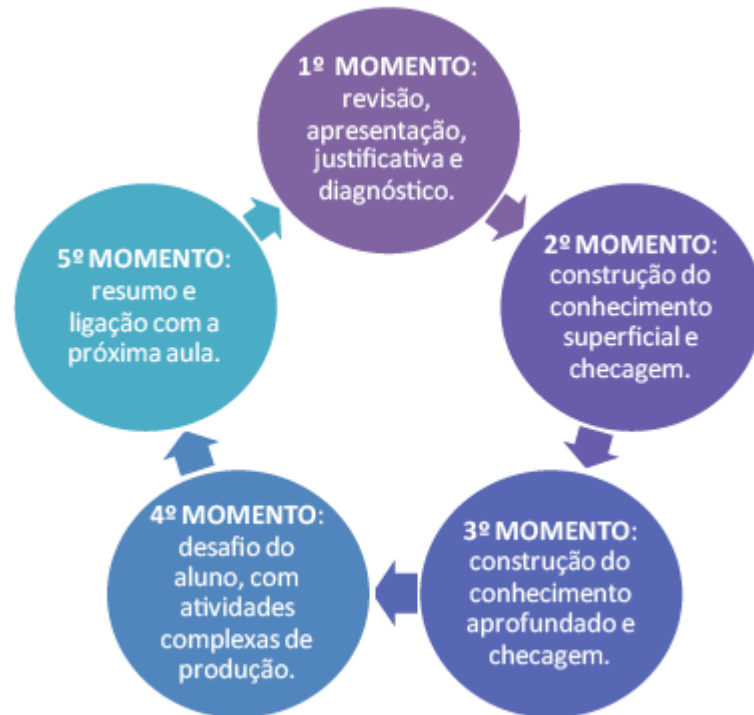 1º MOMENTO:
revisão,
apresentação,
justificativa e
diagnóstico.
2º MOMENTO:
construção do
conhecimento
superficial e
checagem.
3º MOMENTO:
construção do
conhecimento
aprofundado e
checagem.
4º MOMENTO:
desafio do
aluno, com
atividades
complexas de
produção.
5º MOMENTO:
resumo e
ligação com a
próxima aula.